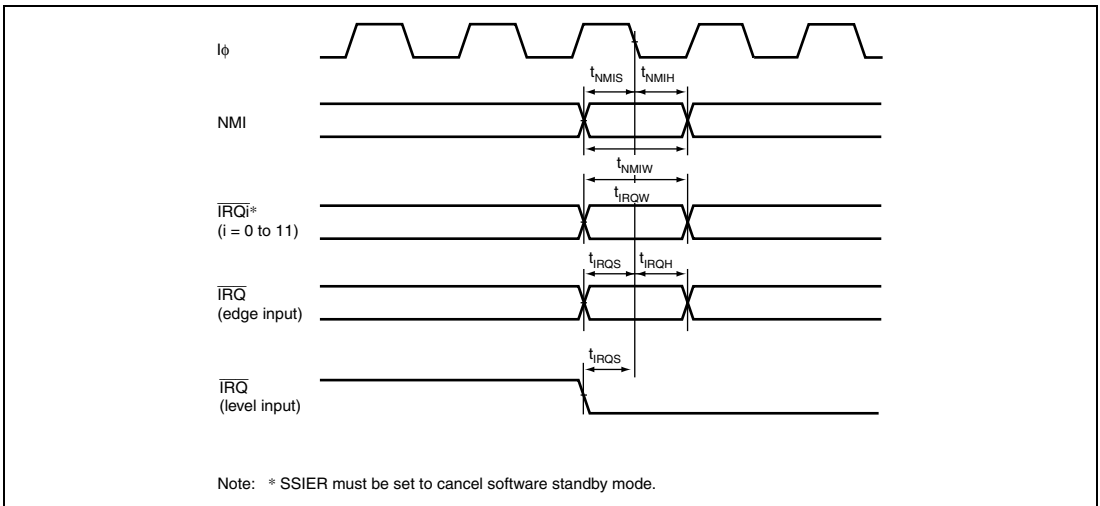 Iϕ
tNMIS tNMIH
NMI
tNMIW
tIRQW
IRQi*
(i = 0 to 11)
tIRQS tIRQH
IRQ
(edge input)
tIRQS
IRQ
(level input)
Note: * SSIER must be set to cancel software standby mode.